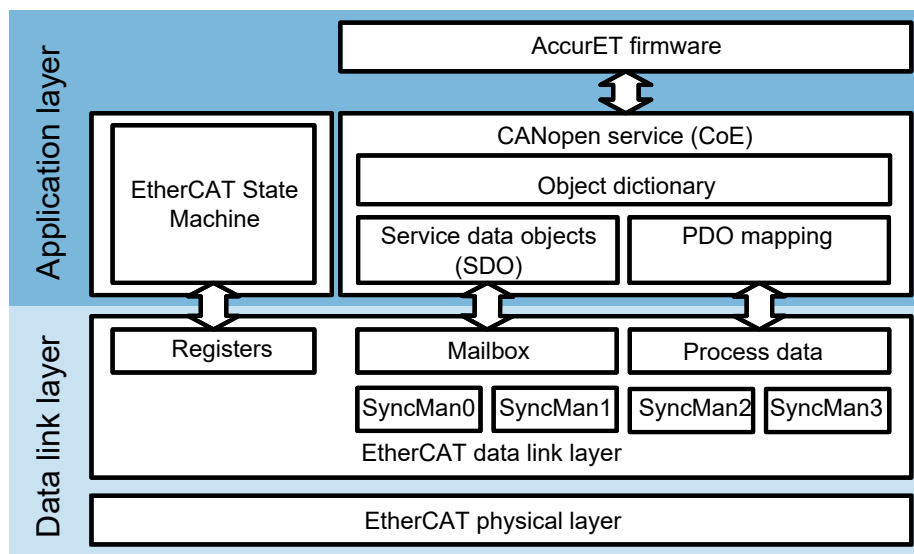 Application layer
AccurET firmware
CANopen service (CoE)
EtherCAT State
Machine
Object dictionary
Service data objects
(SDO)
PDO mapping
Data link layer
Registers
Mailbox
Process data
SyncMan0
SyncMan1
SyncMan2
SyncMan3
EtherCAT data link layer
EtherCAT physical layer